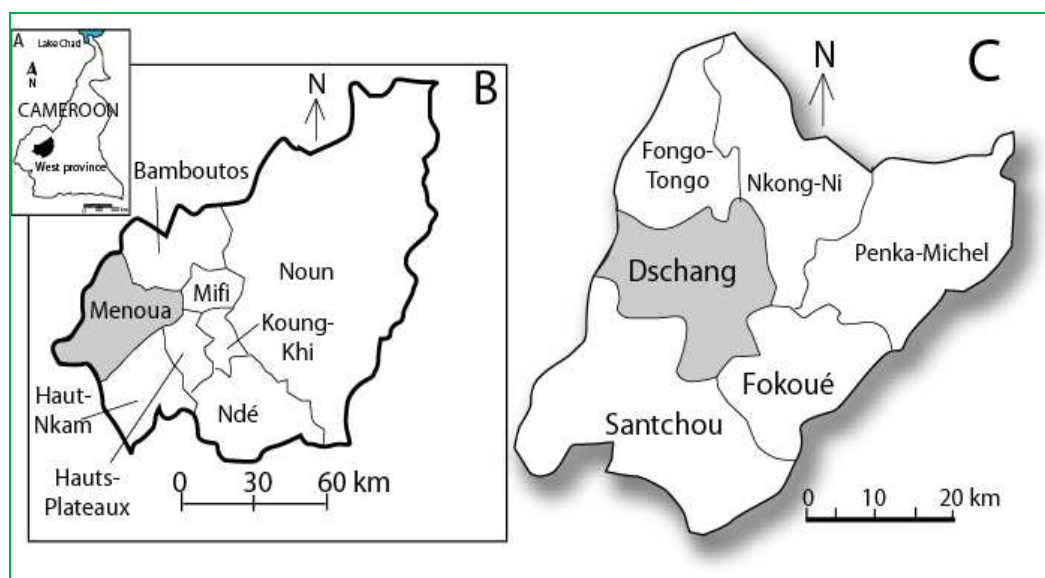 A
Lake Chad
N
CAMEROON
West province
B
N
Bamboutos
Noun
Mifi
Menoua
Koung-
Khi
Haut-
Nkam
Ndé
Hauts-
Plateaux
0 30 60 km
C
N
Fongo-
Tongo
Nkong-Ni
Penka-Michel
Dschang
Fokoué
Santchou
0 10 20 km